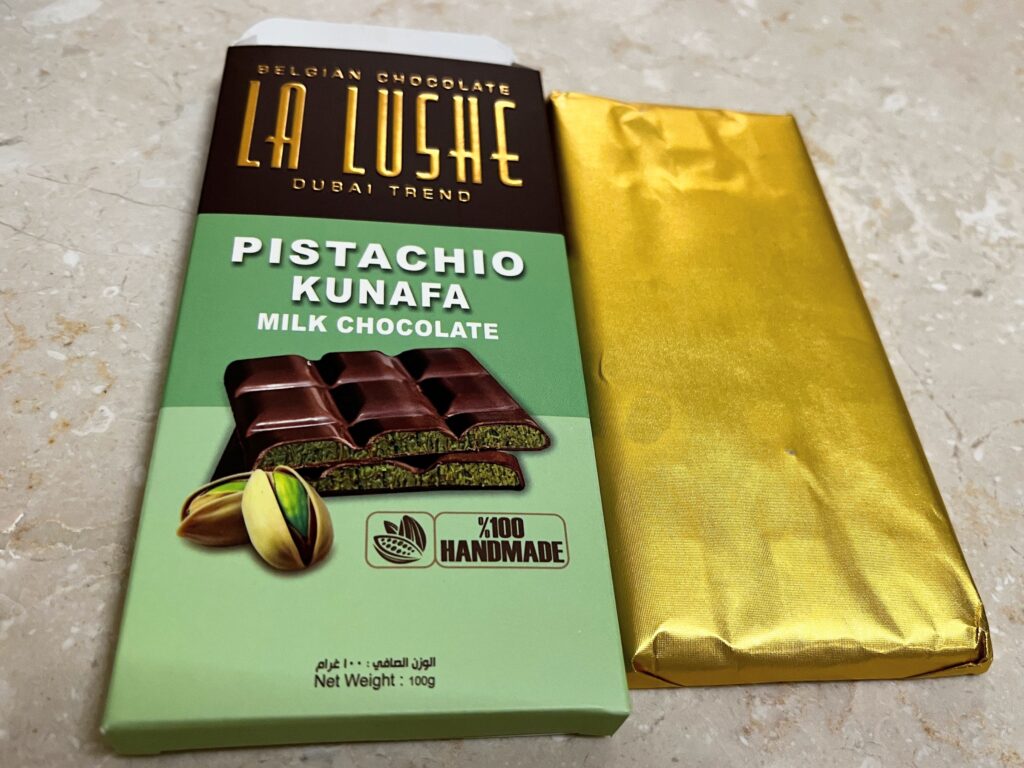 BELGIAN CHOCOLATE
LA LUSHE
DUBAI TREND
PISTACHIO
KUNAFA
MILK CHOCOLATE
%100
HANDMADE
الوزن الصافي : ١٠٠ غرام
Net Weight : 100g